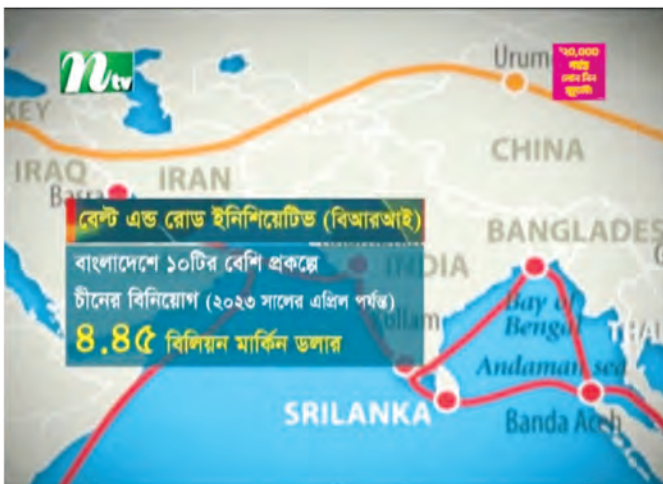 ntv
Urum
KEY
CHINA
IRAQ
IRAN
Basra
বেল্ট এন্ড রোড ইনিশিয়েটিভ (বিআরআই)
BANGLADES
বাংলাদেশে ১০টির বেশি প্রকল্পে
INDIA
চীনের বিনিয়োগ (২০২৩ সালের এপ্রিল পর্যন্ত)
Bay of
Bengal
THAI
৪.৪৫ বিলিয়ন মার্কিন ডলার
Andaman sea
SRILANKA
Banda Aceh